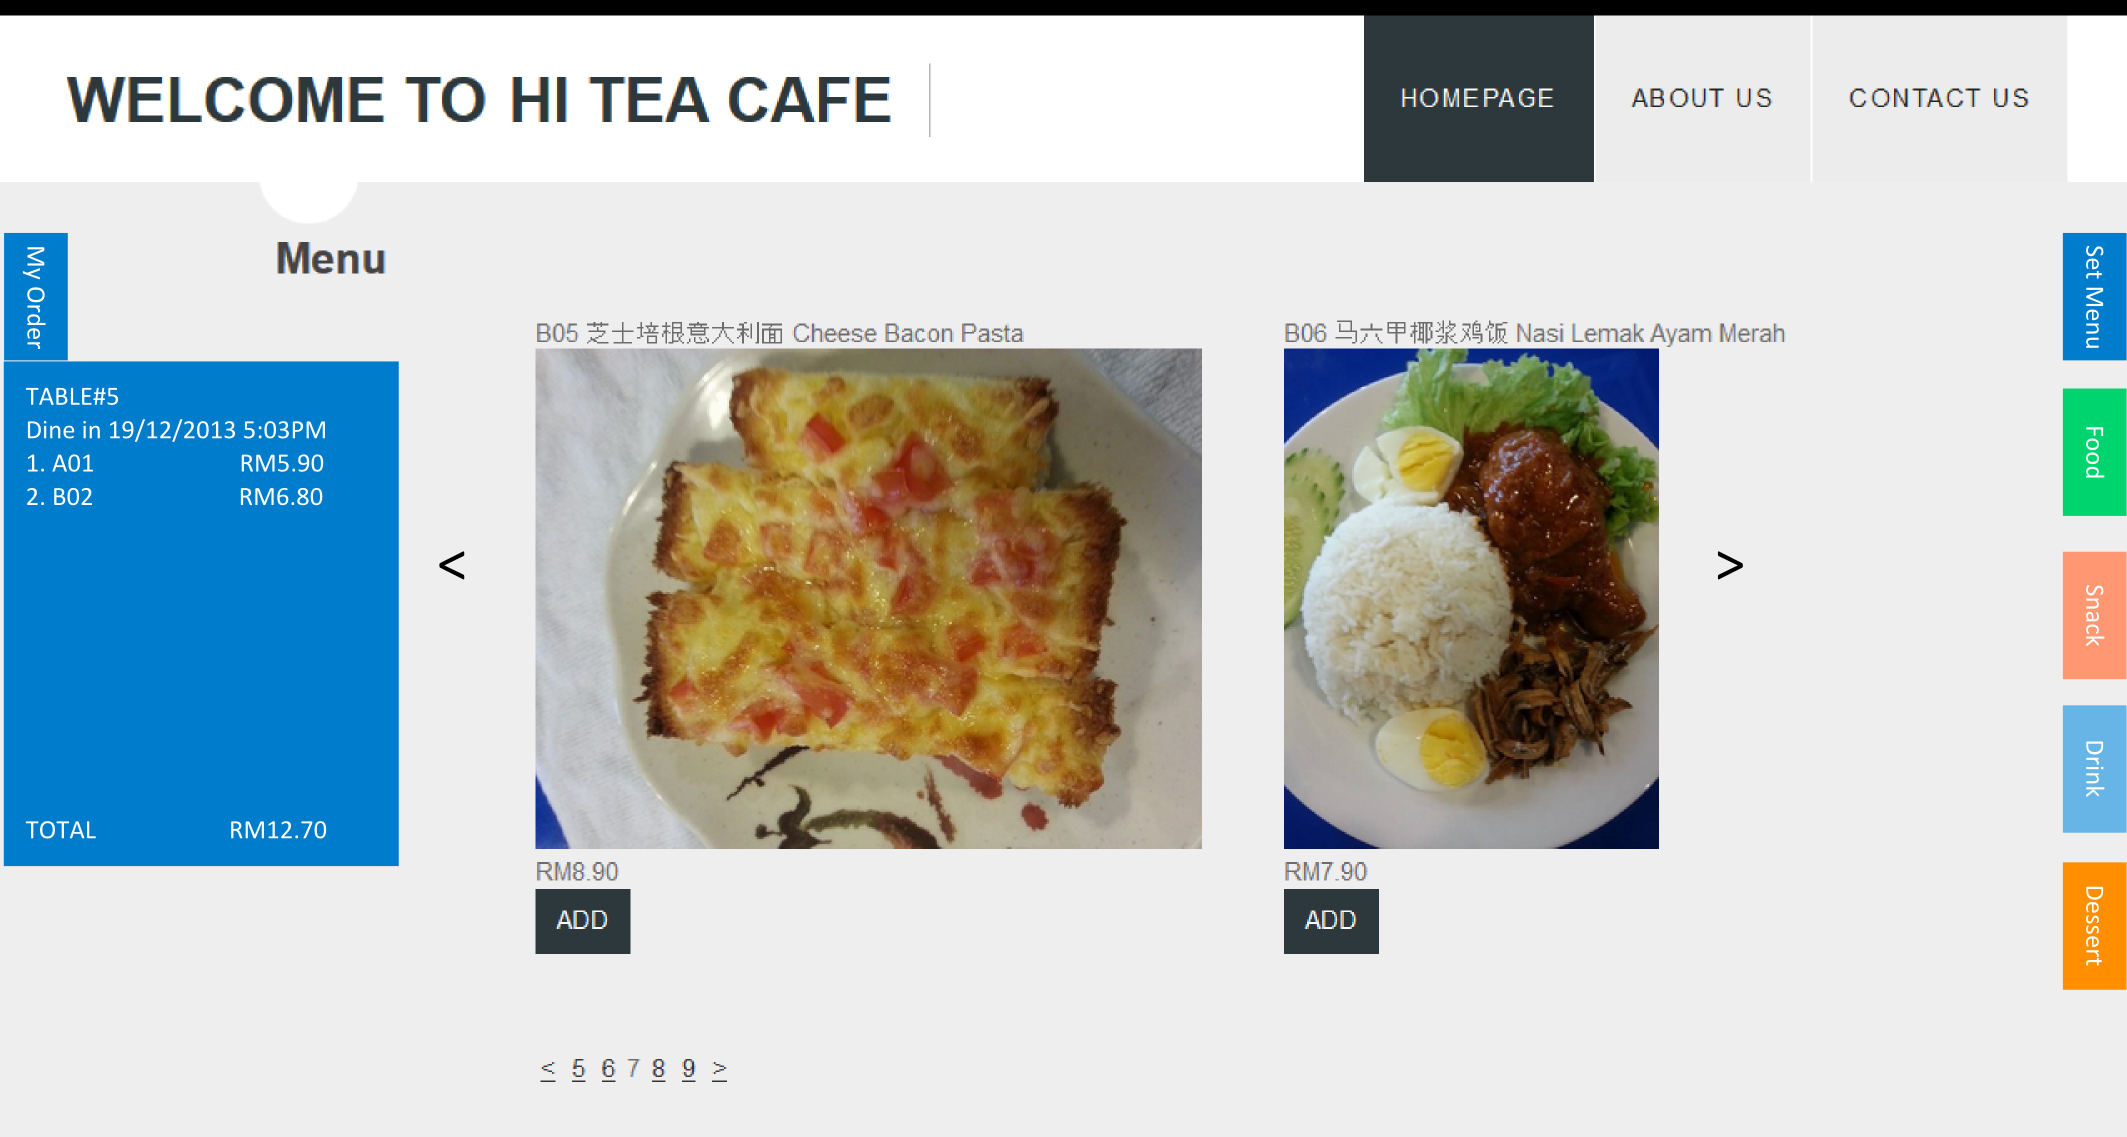 WELCOME TO HI TEA CAFE
HOMEPAGE
ABOUT US
CONTACT US
My Order
Menu
TABLE#5
Dine in 19/12/2013 5:03PM
1. A01 RM5.90
2. B02 RM6.80
TOTAL RM12.70
<
B05 芝士培根意大利面 Cheese Bacon Pasta
RM8.90
ADD
B06 马六甲椰浆鸡饭 Nasi Lemak Ayam Merah
RM7.90
ADD
>
Set Menu
Food
Snack
Drink
Dessert
< 5 6 7 8 9 >